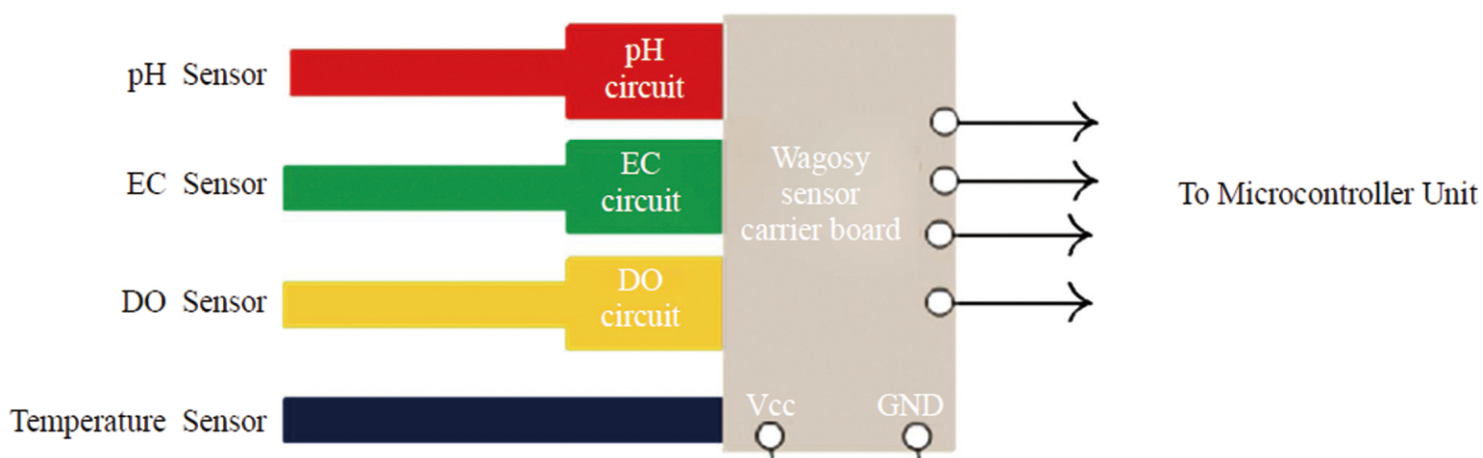 pH Sensor
pH
circuit
EC Sensor
EC
circuit
DO Sensor
DO
circuit
Temperature Sensor
Wagosy
sensor
carrier board
Vcc
GND
To Microcontroller Unit